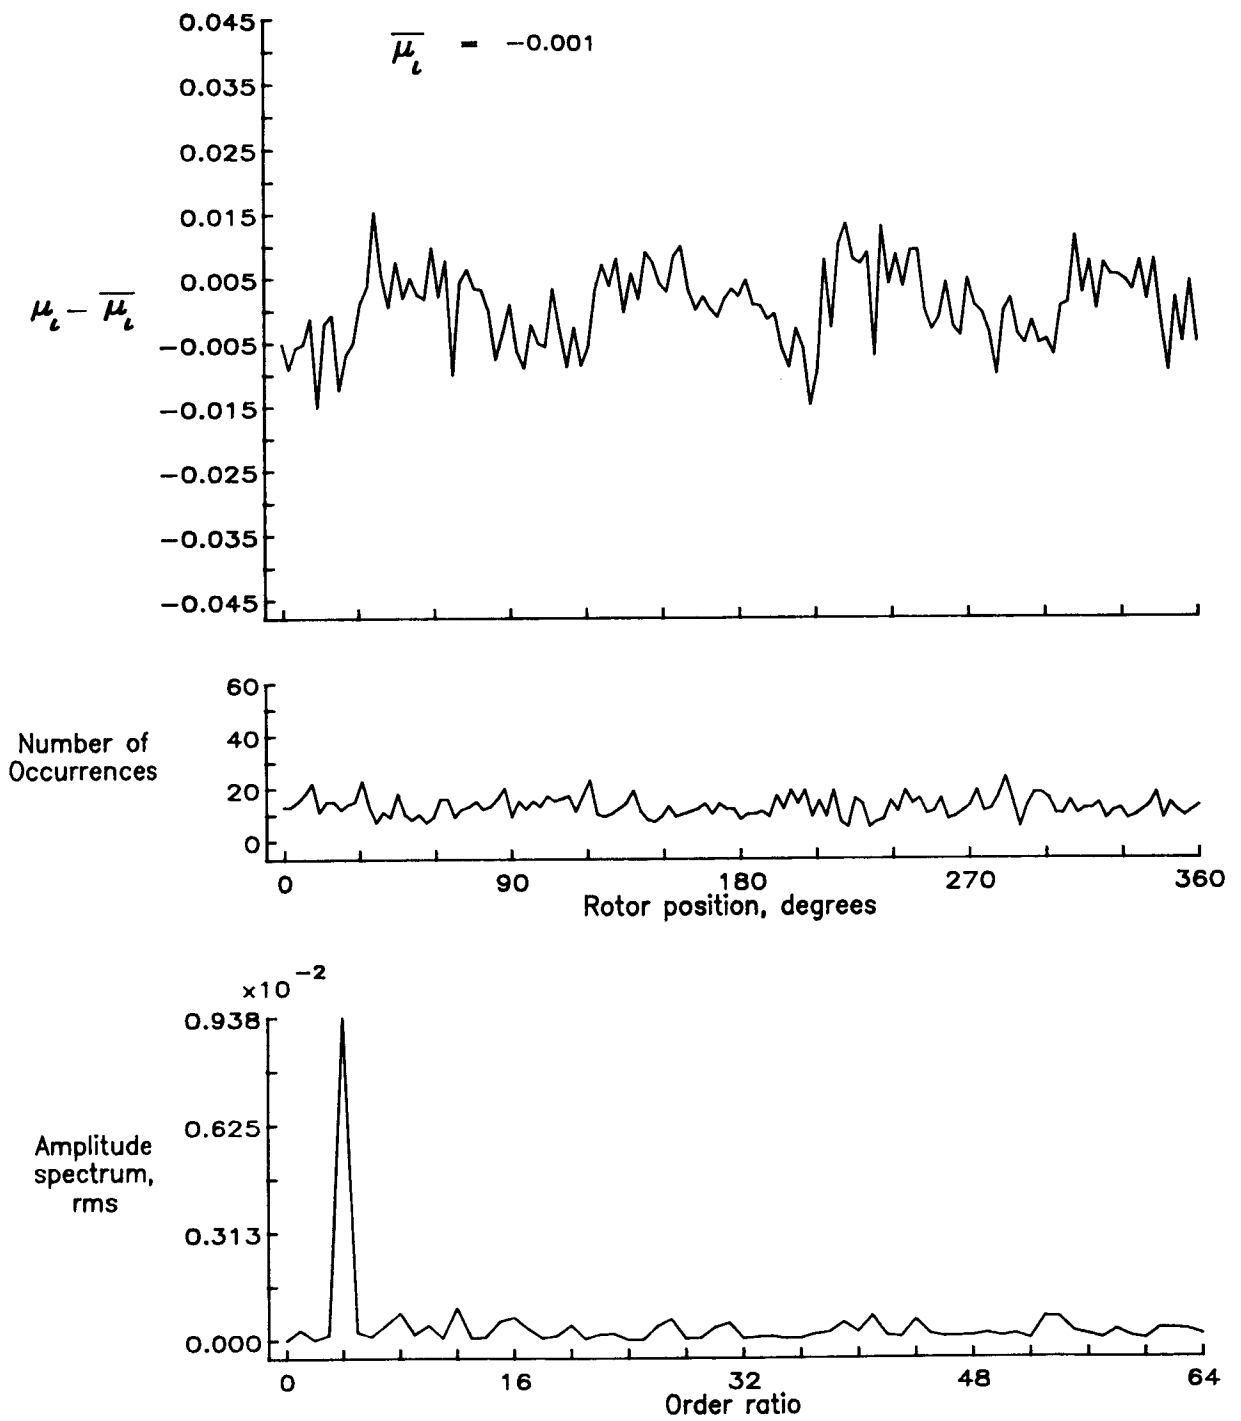 0.045
μ̅ι = −0.001
0.035
0.025
0.015
0.005
μι − μ̅ι
−0.005
−0.015
−0.025
−0.035
−0.045
60
Number of
Occurrences
40
20
0
0 90 180 270 360
Rotor position, degrees
×10⁻²
0.938
0.625
Amplitude
spectrum,
rms
0.313
0.000
0 16 32 48 64
Order ratio